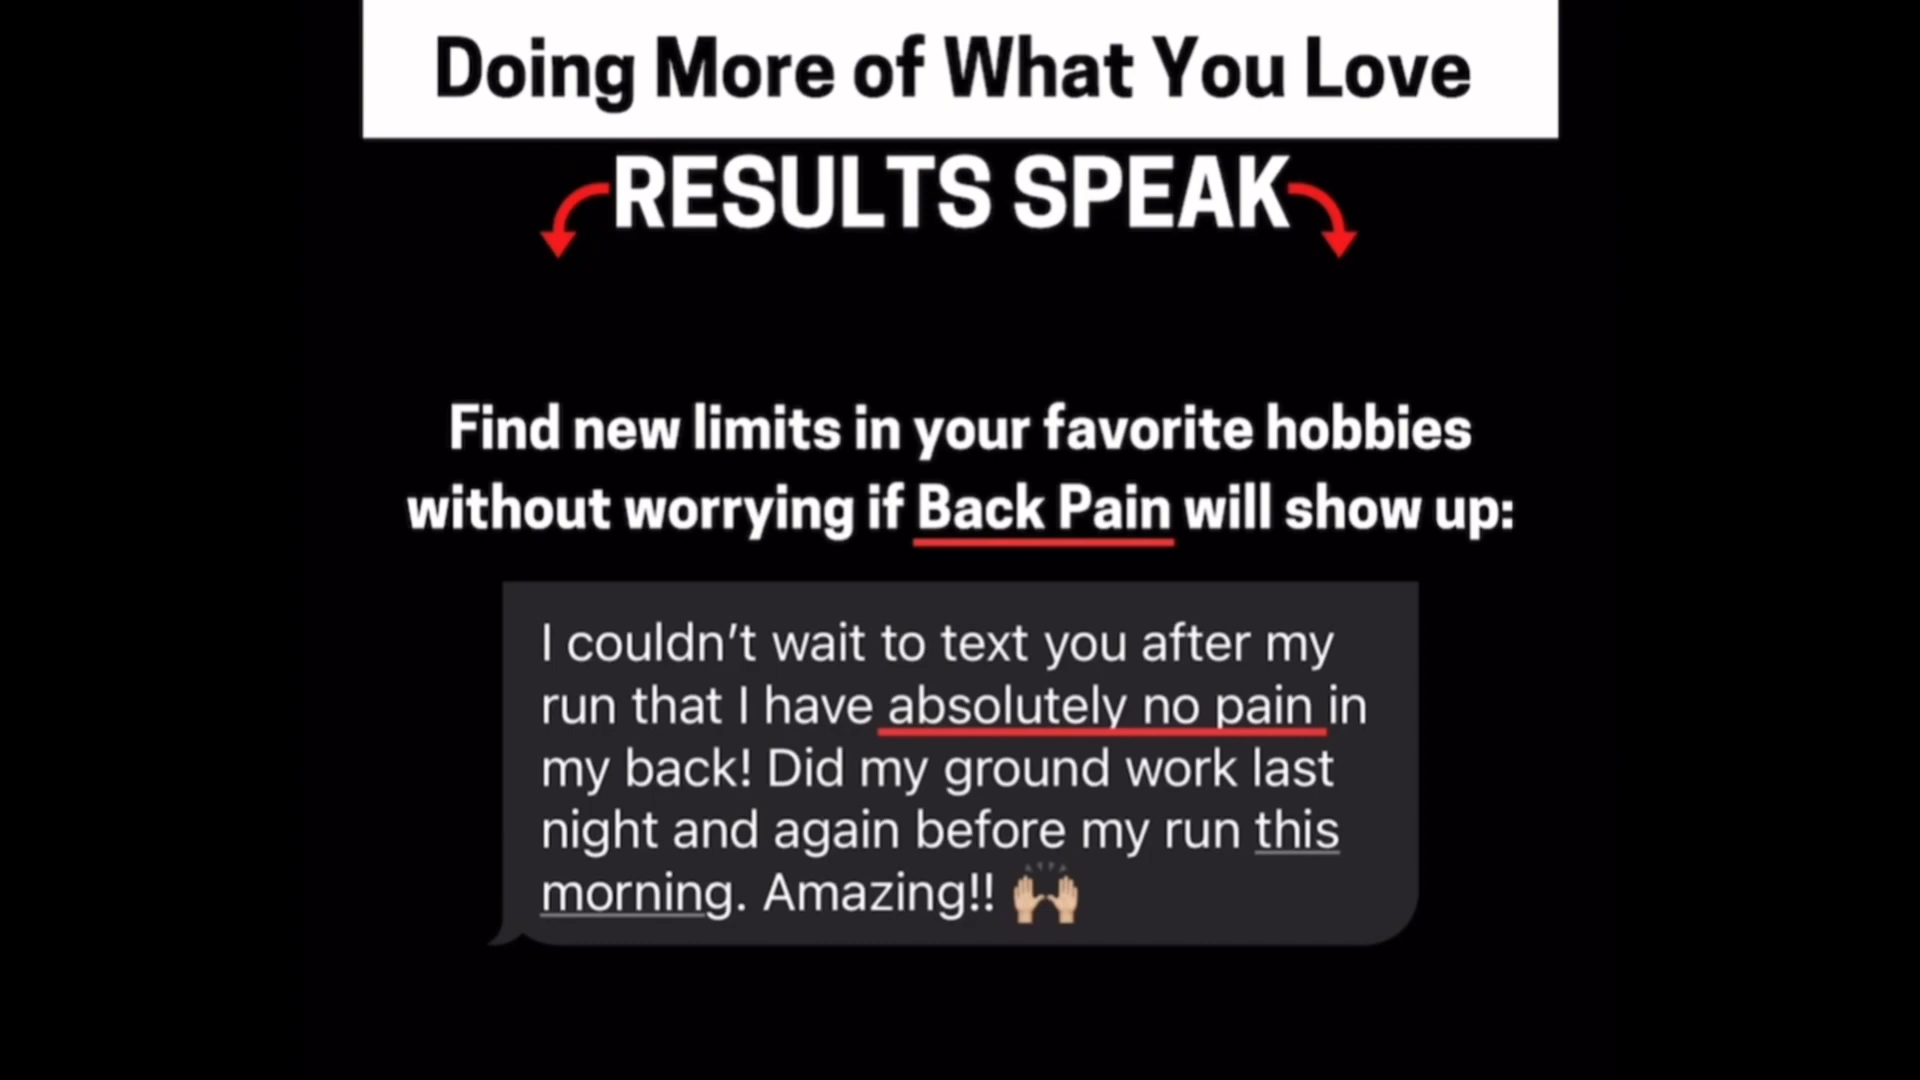 Doing More of What You Love
RESULTS SPEAK
Find new limits in your favorite hobbies
without worrying if Back Pain will show up:
I couldn’t wait to text you after my
run that I have absolutely no pain in
my back! Did my ground work last
night and again before my run this
morning. Amazing!! 🙌🏼